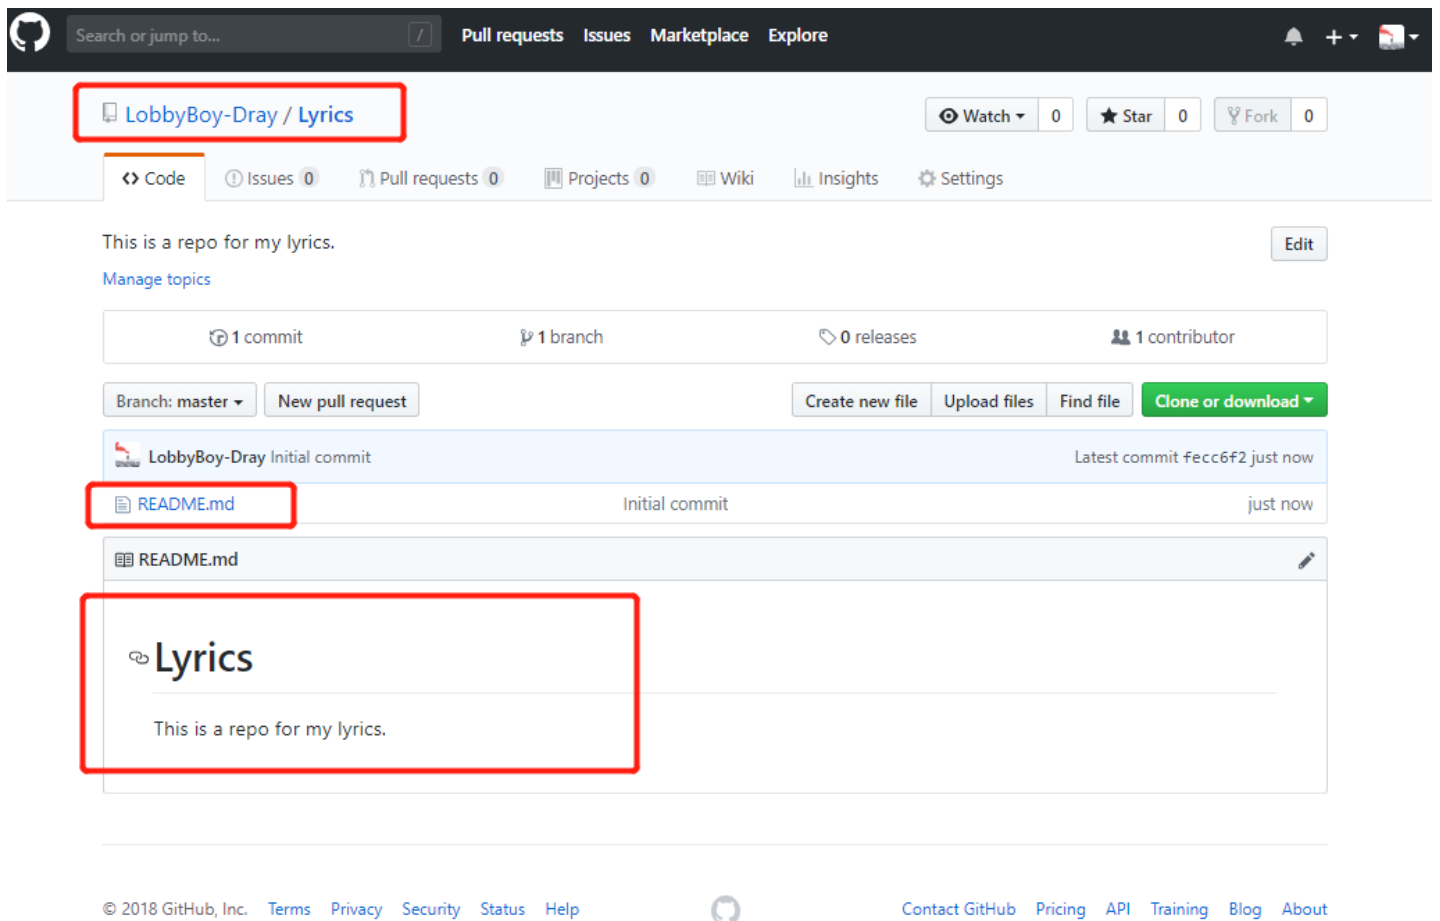 Search or jump to... / Pull requests Issues Marketplace Explore
LobbyBoy-Dray / Lyrics Watch 0 Star 0 Fork 0
Code Issues 0 Pull requests 0 Projects 0 Wiki Insights Settings
This is a repo for my lyrics. Edit
Manage topics
1 commit 1 branch 0 releases 1 contributor
Branch: master New pull request Create new file Upload files Find file Clone or download
LobbyBoy-Dray Initial commit Latest commit fecc6f2 just now
README.md Initial commit just now
README.md
Lyrics
This is a repo for my lyrics.
© 2018 GitHub, Inc. Terms Privacy Security Status Help Contact GitHub Pricing API Training Blog About